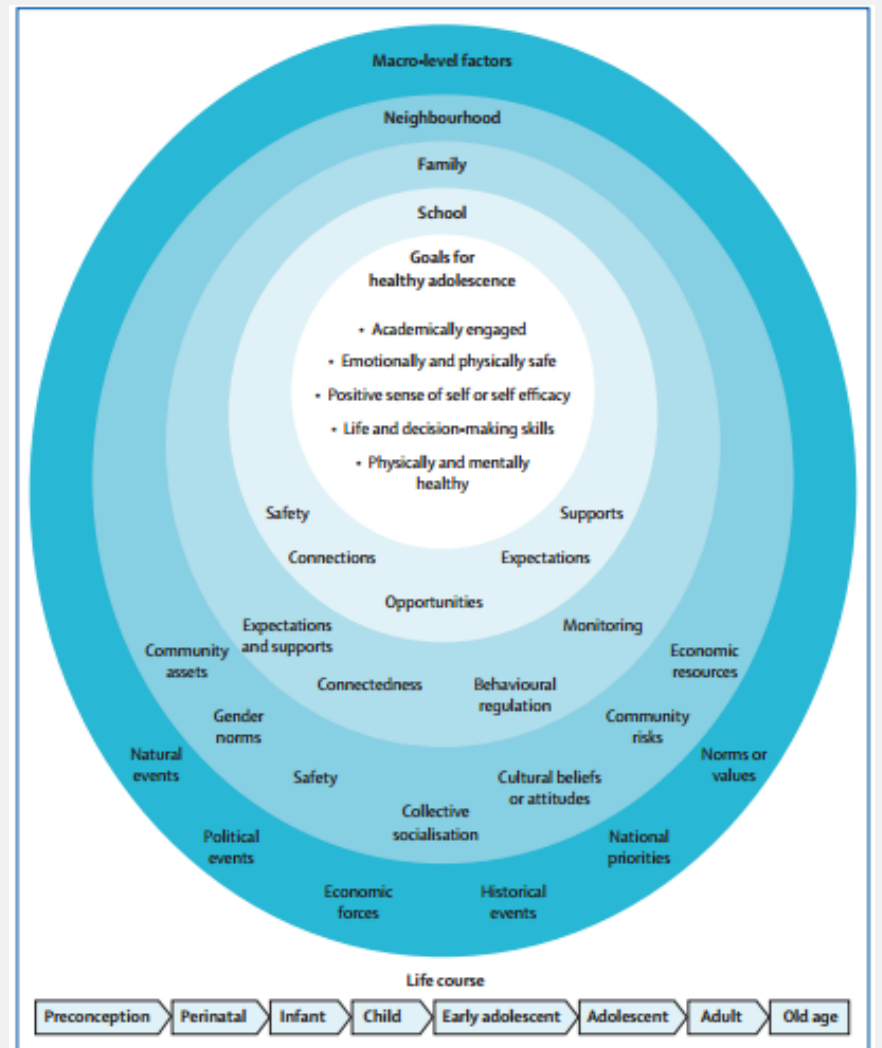 Macro-level factors
Neighbourhood
Family
School
Goals for
healthy adolescence
• Academically engaged
• Emotionally and physically safe
• Positive sense of self or self efficacy
• Life and decision-making skills
• Physically and mentally
healthy
Safety
Supports
Connections
Expectations
Opportunities
Expectations
and supports
Monitoring
Connectedness
Behavioural
regulation
Community
assets
Economic
resources
Gender
norms
Community
risks
Safety
Cultural beliefs
or attitudes
Collective
socialisation
Natural
events
Norms or
values
Political
events
National
priorities
Economic
forces
Historical
events
Life course
Preconception
Perinatal
Infant
Child
Early adolescent
Adolescent
Adult
Old age